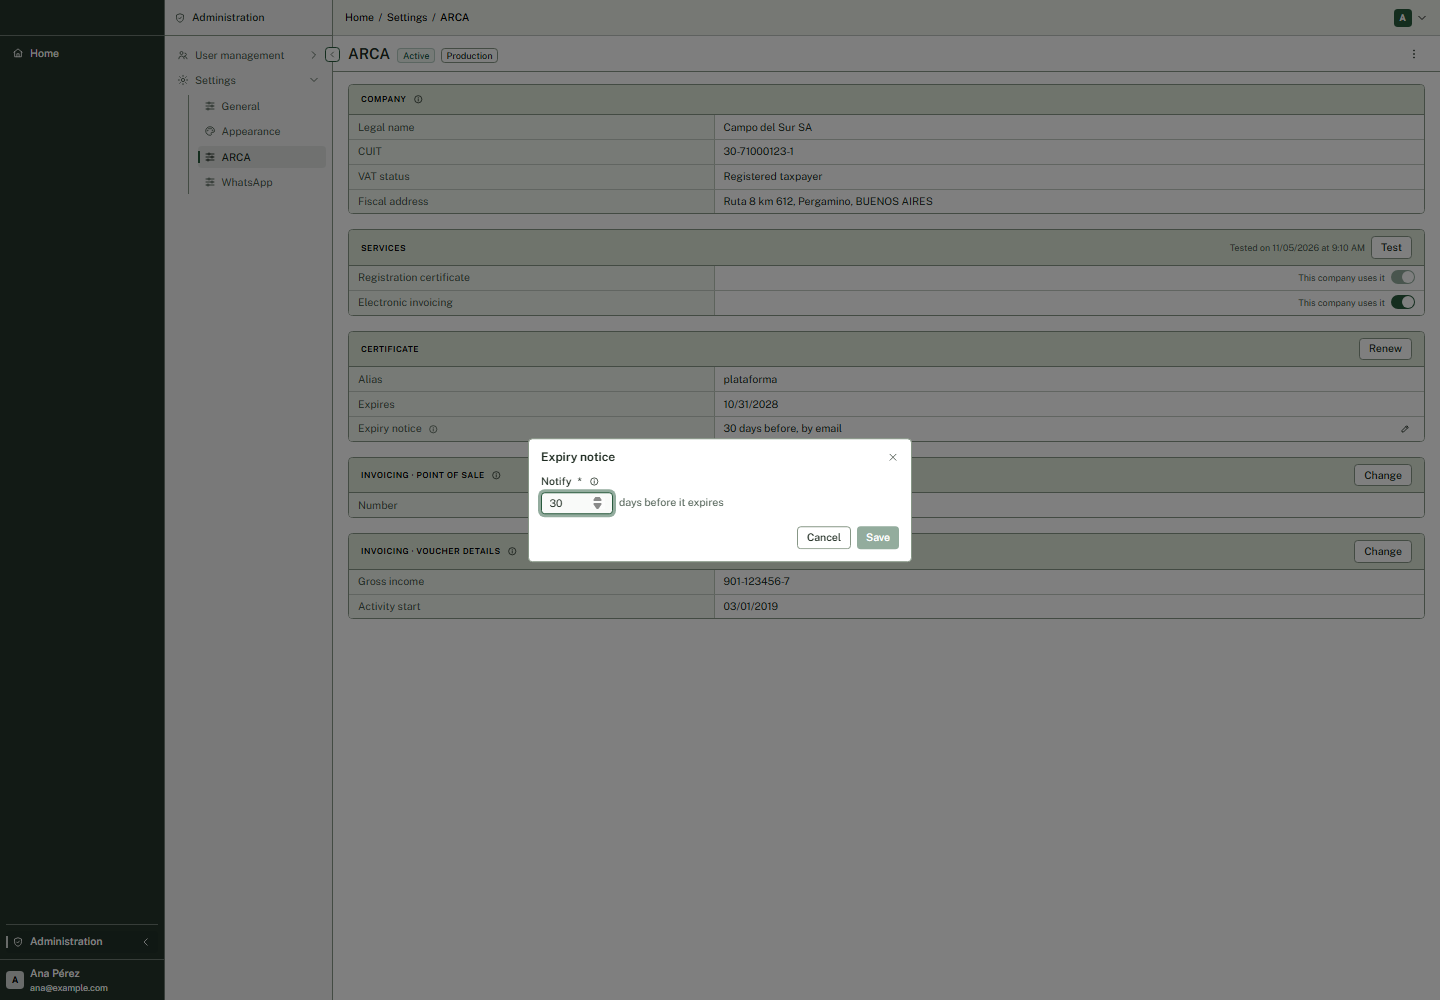 Administration
Home / Settings / ARCA
A
Home
User management
Settings
General
Appearance
ARCA
WhatsApp
ARCA Active Production
COMPANY
Legal name Campo del Sur SA
CUIT 30-71000123-1
VAT status Registered taxpayer
Fiscal address Ruta 8 km 612, Pergamino, BUENOS AIRES
SERVICES Tested on 11/05/2026 at 9:10 AM Test
Registration certificate This company uses it
Electronic invoicing This company uses it
CERTIFICATE Renew
Alias plataforma
Expires 10/31/2028
Expiry notice 30 days before, by email
INVOICING · POINT OF SALE Change
Number
INVOICING · VOUCHER DETAILS Change
Gross income 901-123456-7
Activity start 03/01/2019
Expiry notice
Notify *
30 days before it expires
Cancel Save
Administration
A Ana Pérez
ana@example.com